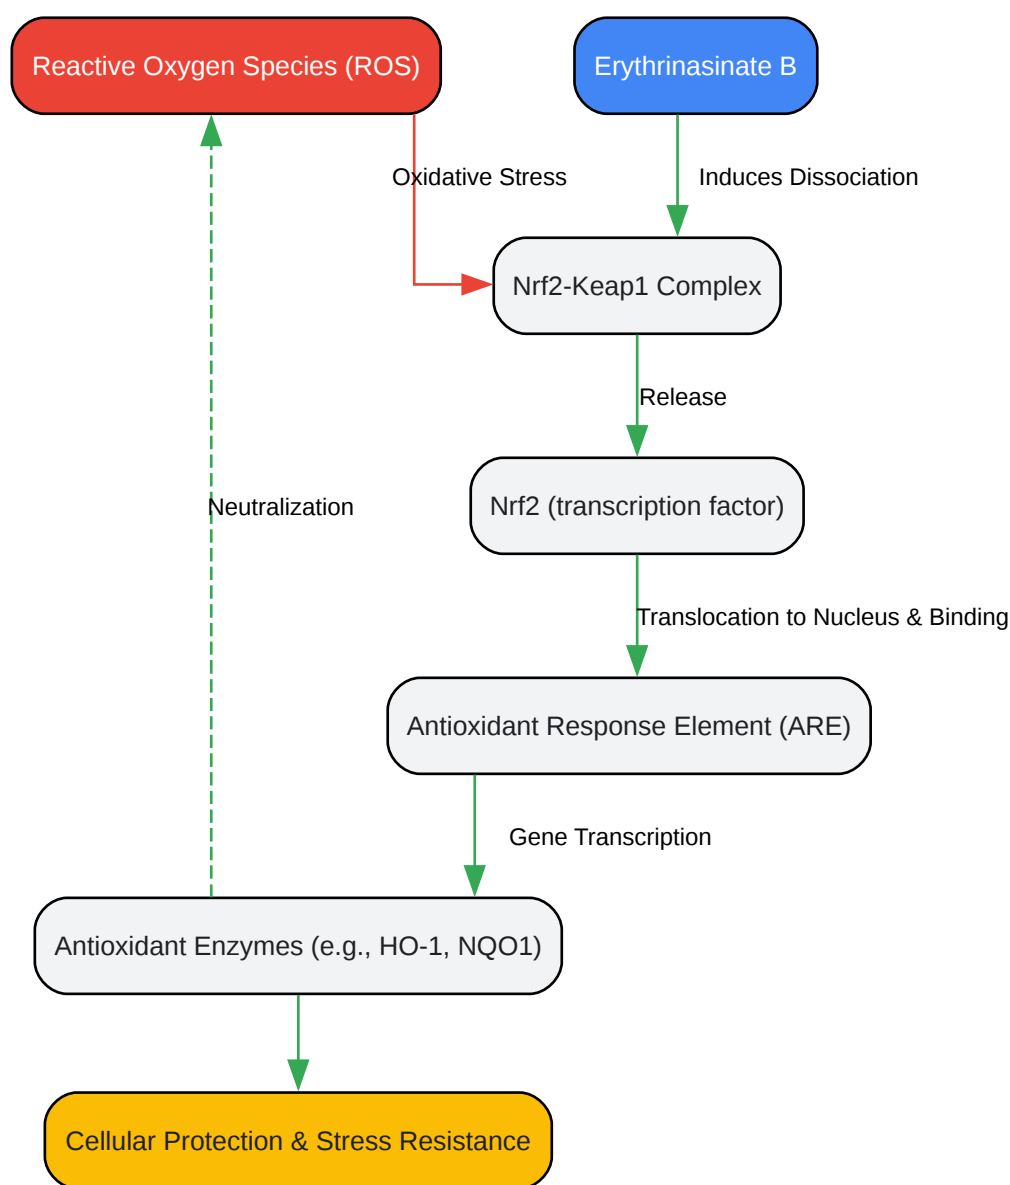 Reactive Oxygen Species (ROS)
Erythrinasinate B
Oxidative Stress
Induces Dissociation
Nrf2-Keap1 Complex
Release
Nrf2 (transcription factor)
Neutralization
Translocation to Nucleus & Binding
Antioxidant Response Element (ARE)
Gene Transcription
Antioxidant Enzymes (e.g., HO-1, NQO1)
Cellular Protection & Stress Resistance